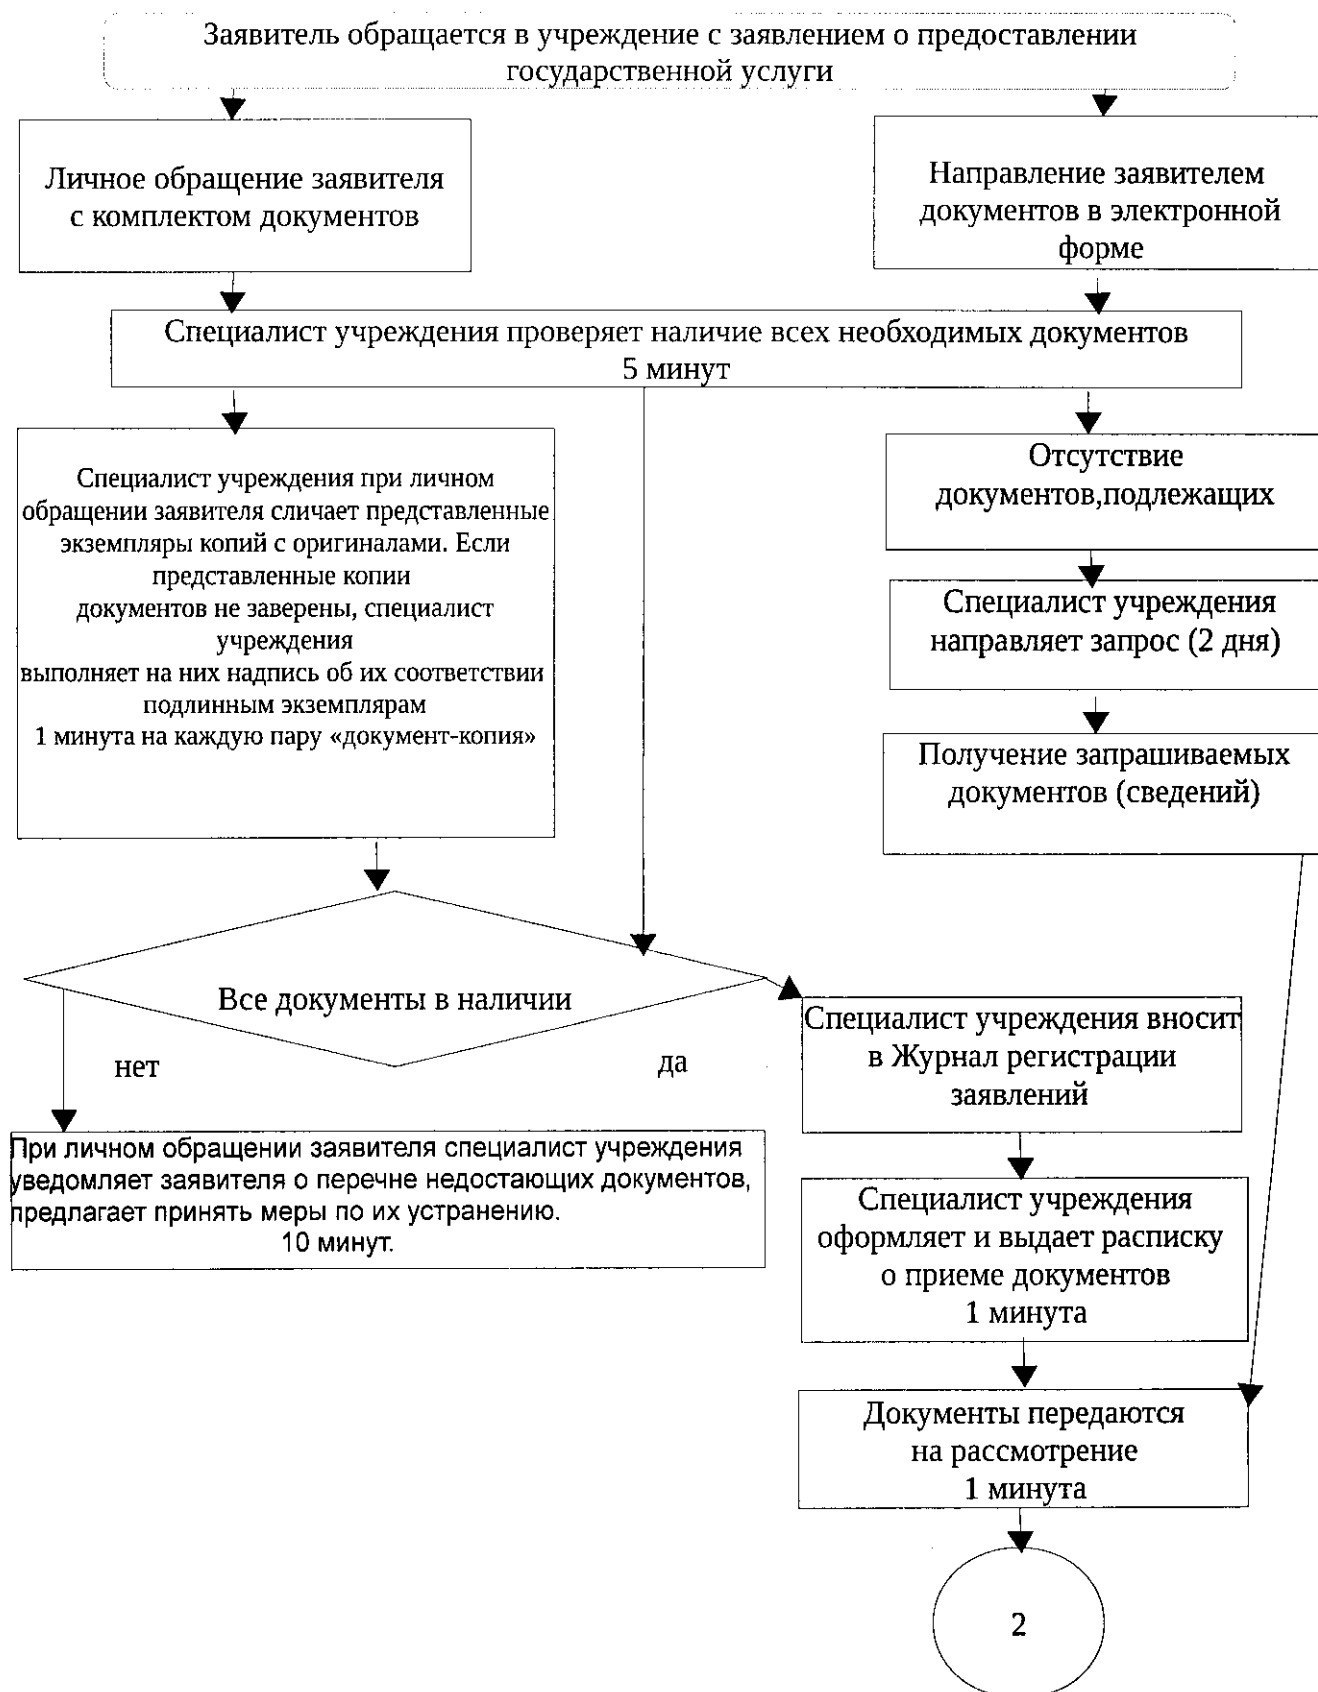 Заявитель обращается в учреждение с заявлением о предоставлении
государственной услуги
Личное обращение заявителя
с комплектом документов
Направление заявителем
документов в электронной
форме
Специалист учреждения проверяет наличие всех необходимых документов
5 минут
Специалист учреждения при личном
обращении заявителя сличает представленные
экземпляры копий с оригиналами. Если
представленные копии
документов не заверены, специалист
учреждения
выполняет на них надпись об их соответствии
подлинным экземплярам
1 минута на каждую пару «документ-копия»
Отсутствие
документов,подлежащих
Специалист учреждения
направляет запрос (2 дня)
Получение запрашиваемых
документов (сведений)
Все документы в наличии
нет
да
Специалист учреждения вносит
в Журнал регистрации
заявлений
При личном обращении заявителя специалист учреждения
уведомляет заявителя о перечне недостающих документов,
предлагает принять меры по их устранению.
10 минут.
Специалист учреждения
оформляет и выдает расписку
о приеме документов
1 минута
Документы передаются
на рассмотрение
1 минута
2